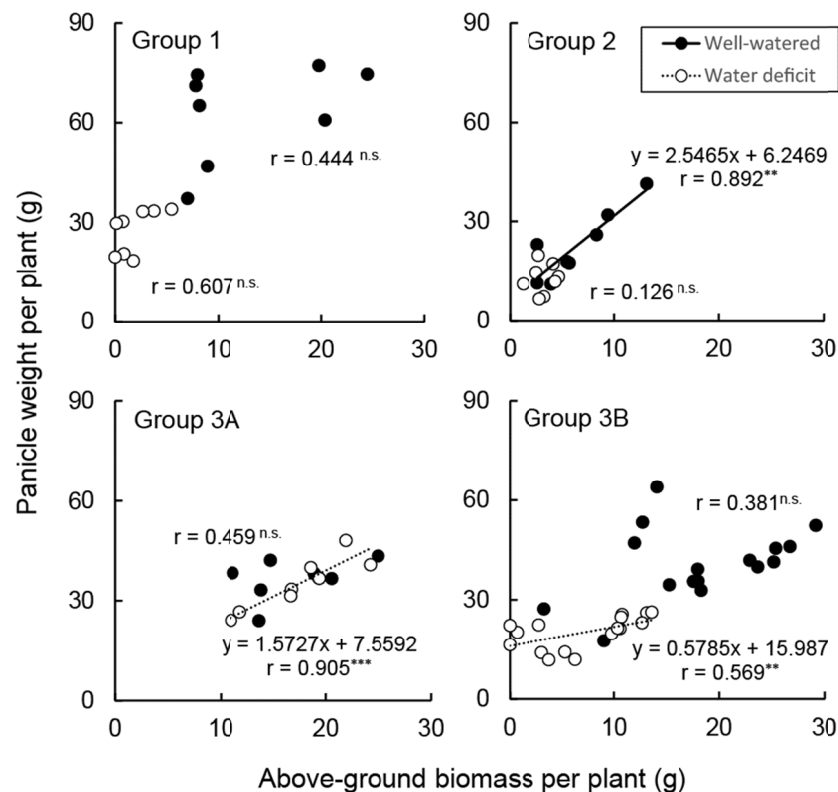 Group 1
Group 2
Well-watered
Water deficit
90
60
30
0
r = 0.444 n.s.
r = 0.607 n.s.
0
10
20
30
90
60
30
0
y = 2.5465x + 6.2469
r = 0.892**
r = 0.126 n.s.
0
10
20
30
Group 3A
Group 3B
90
60
30
0
r = 0.459 n.s.
y = 1.5727x + 7.5592
r = 0.905***
0
10
20
30
90
60
30
0
r = 0.381 n.s.
y = 0.5785x + 15.987
r = 0.569**
0
10
20
30
Panicle weight per plant (g)
Above-ground biomass per plant (g)